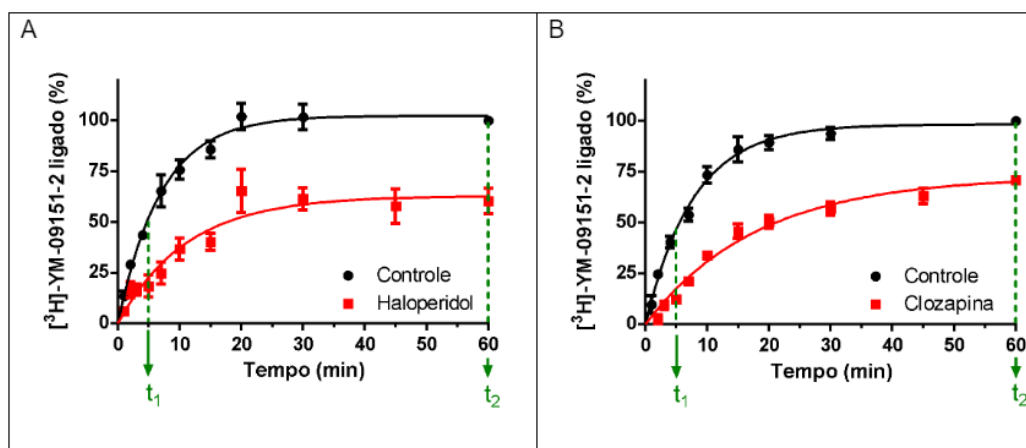 A
[³H]-YM-09151-2 ligado (%)
100
75
50
25
0
Controle
Haloperidol
0 10 20 30 40 50 60
Tempo (min)
t₁
t₂
B
[³H]-YM-09151-2 ligado (%)
100
75
50
25
0
Controle
Clozapina
0 10 20 30 40 50 60
Tempo (min)
t₁
t₂